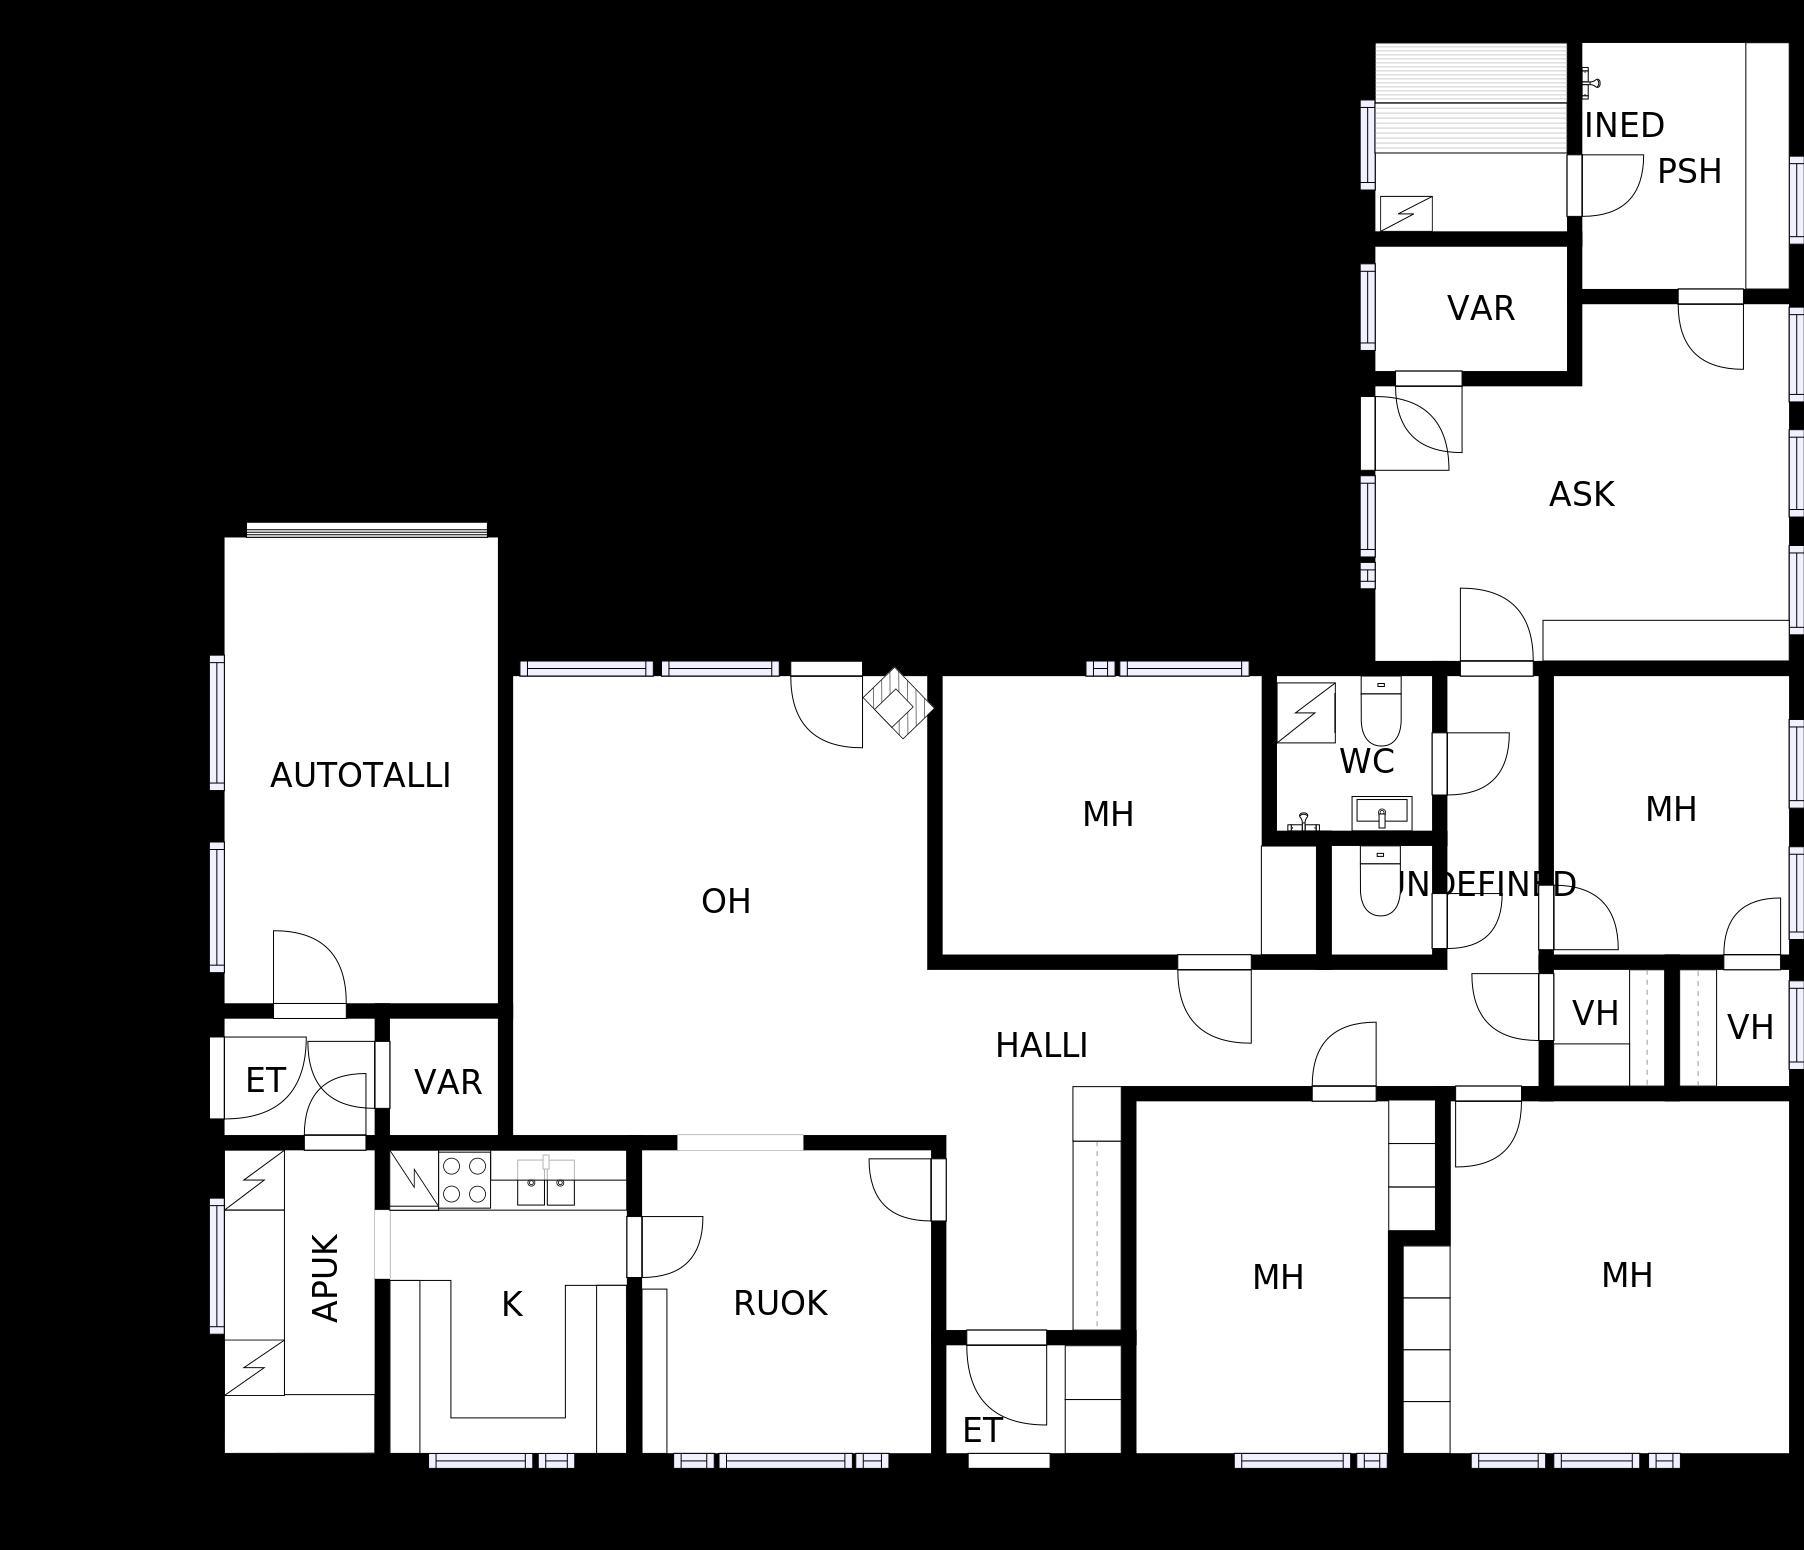 INED
PSH
VAR
ASK
AUTOTALLI
WC
MH
MH
OH
UNDEFINED
VH
VH
HALLI
ET
VAR
APUK
K
RUOK
MH
MH
ET